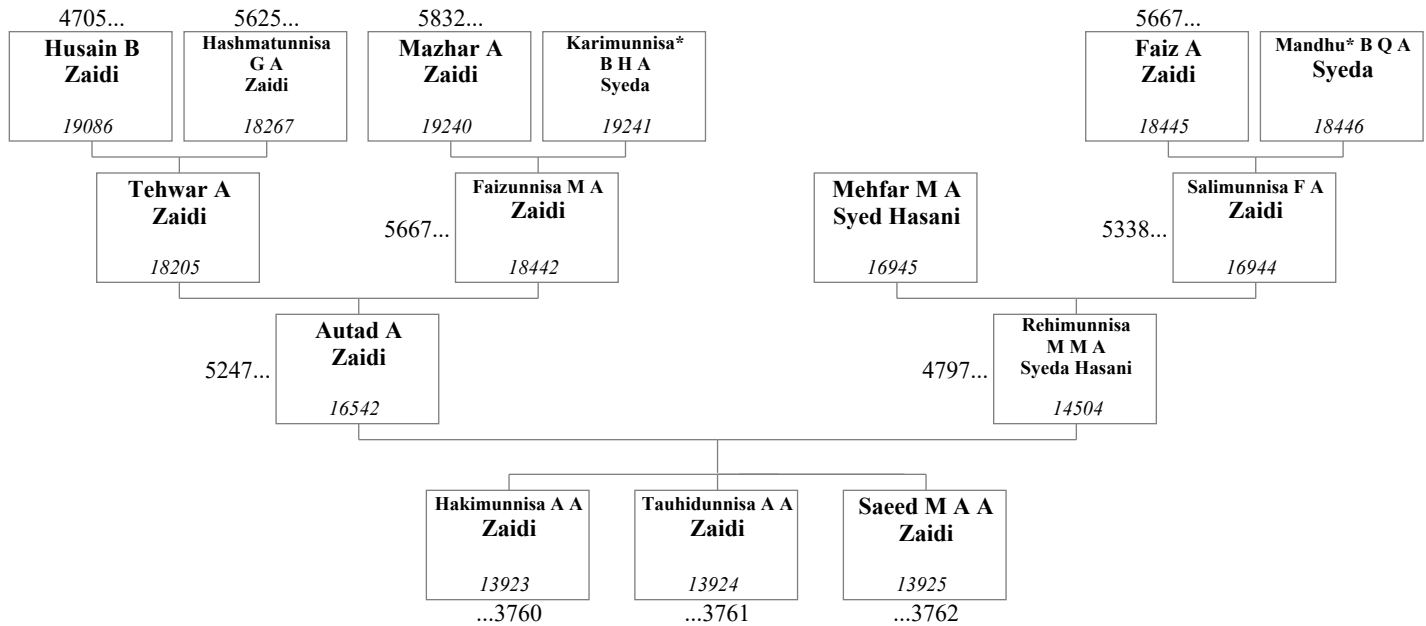 4705...
5625...
5832...
5667...
Husain B
Zaidi
19086
Hashmatunnisa
G A
Zaidi
18267
Mazhar A
Zaidi
19240
Karimunnisa*
B H A
Syeda
19241
Faiz A
Zaidi
18445
Mandhu* B Q A
Syeda
18446
Tehwar A
Zaidi
18205
5667...
Faizunnisa M A
Zaidi
18442
Mehfar M A
Syed Hasani
16945
5338...
Salimunnisa F A
Zaidi
16944
5247...
Autad A
Zaidi
16542
4797...
Rehimunnisa
M M A
Syeda Hasani
14504
Hakimunnisa A A
Zaidi
13923
...3760
Tauhidunnisa A A
Zaidi
13924
...3761
Saeed M A A
Zaidi
13925
...3762